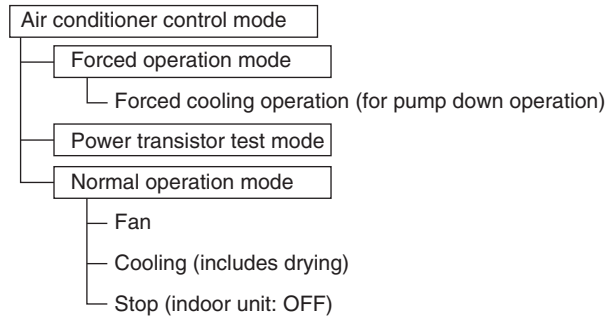 Air conditioner control mode
Forced operation mode
Forced cooling operation (for pump down operation)
Power transistor test mode
Normal operation mode
Fan
Cooling (includes drying)
Stop (indoor unit: OFF)